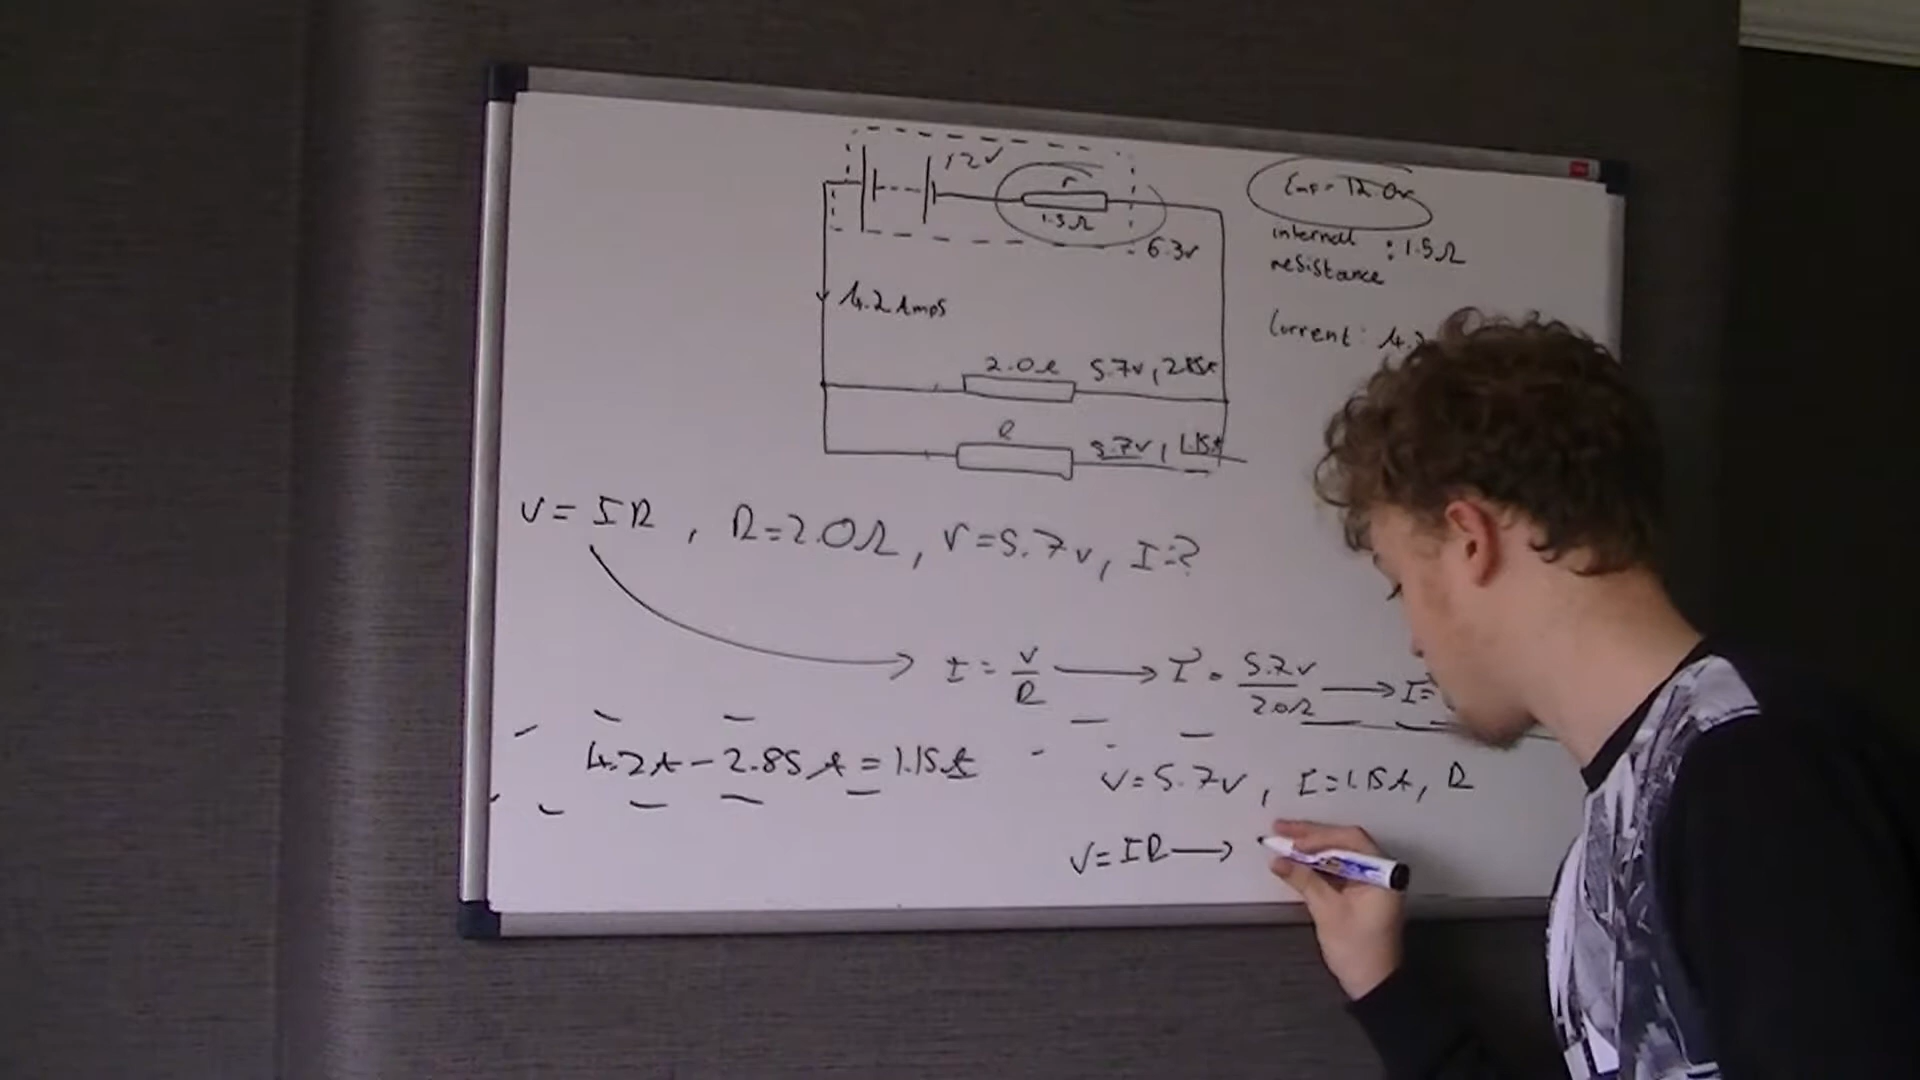 12v
r
1.5Ω
6.3v
4.2 Amps
2.0Ω 5.7v, 2.85A
R
5.7v, 1.15A
Emf = 12.0v
internal resistance : 1.5Ω
Current: 4.2
V = IR, R=2.0Ω, V=5.7v, I=?
I = V/R → I = 5.7v/2.0Ω → I=
4.2A - 2.85A = 1.15A
V=5.7v, I=1.15A, R
V=IR →